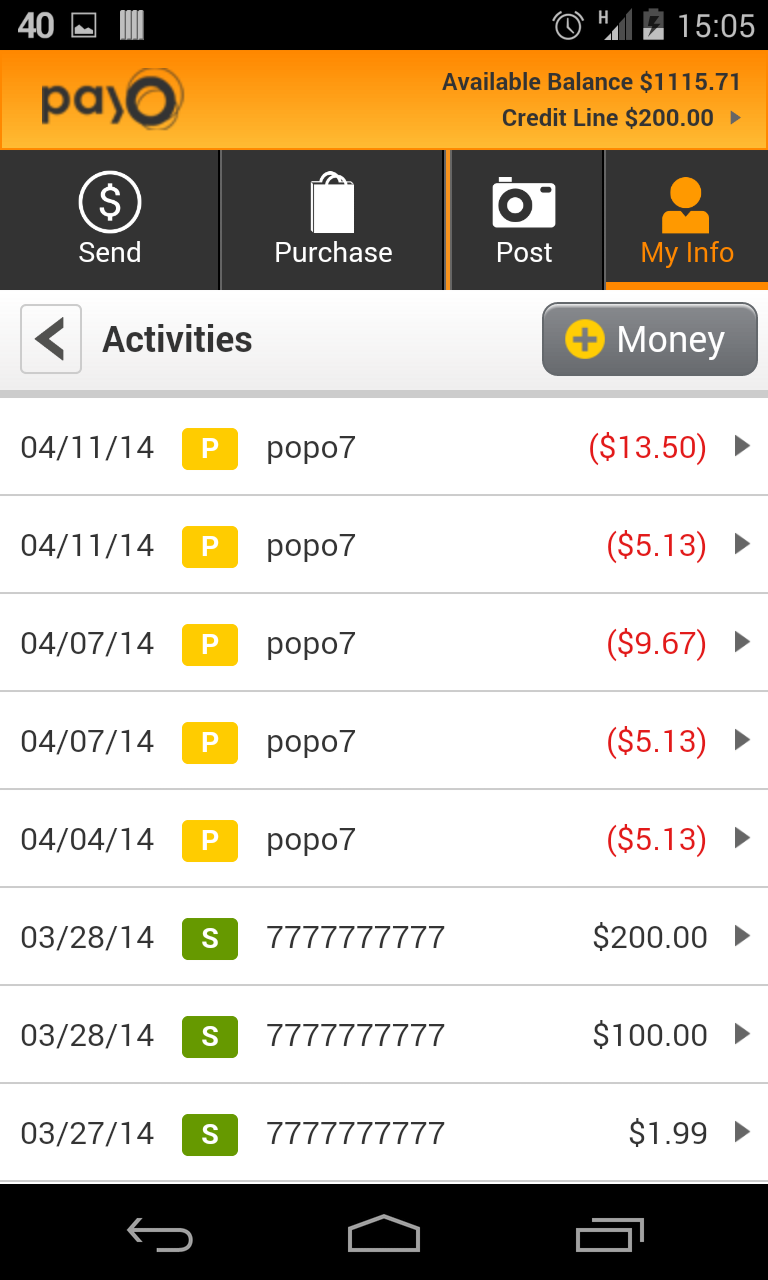 40 H 15:05
payo Available Balance $1115.71
Credit Line $200.00
Send Purchase Post My Info
Activities Money
04/11/14 P popo7 ($13.50)
04/11/14 P popo7 ($5.13)
04/07/14 P popo7 ($9.67)
04/07/14 P popo7 ($5.13)
04/04/14 P popo7 ($5.13)
03/28/14 S 7777777777 $200.00
03/28/14 S 7777777777 $100.00
03/27/14 S 7777777777 $1.99